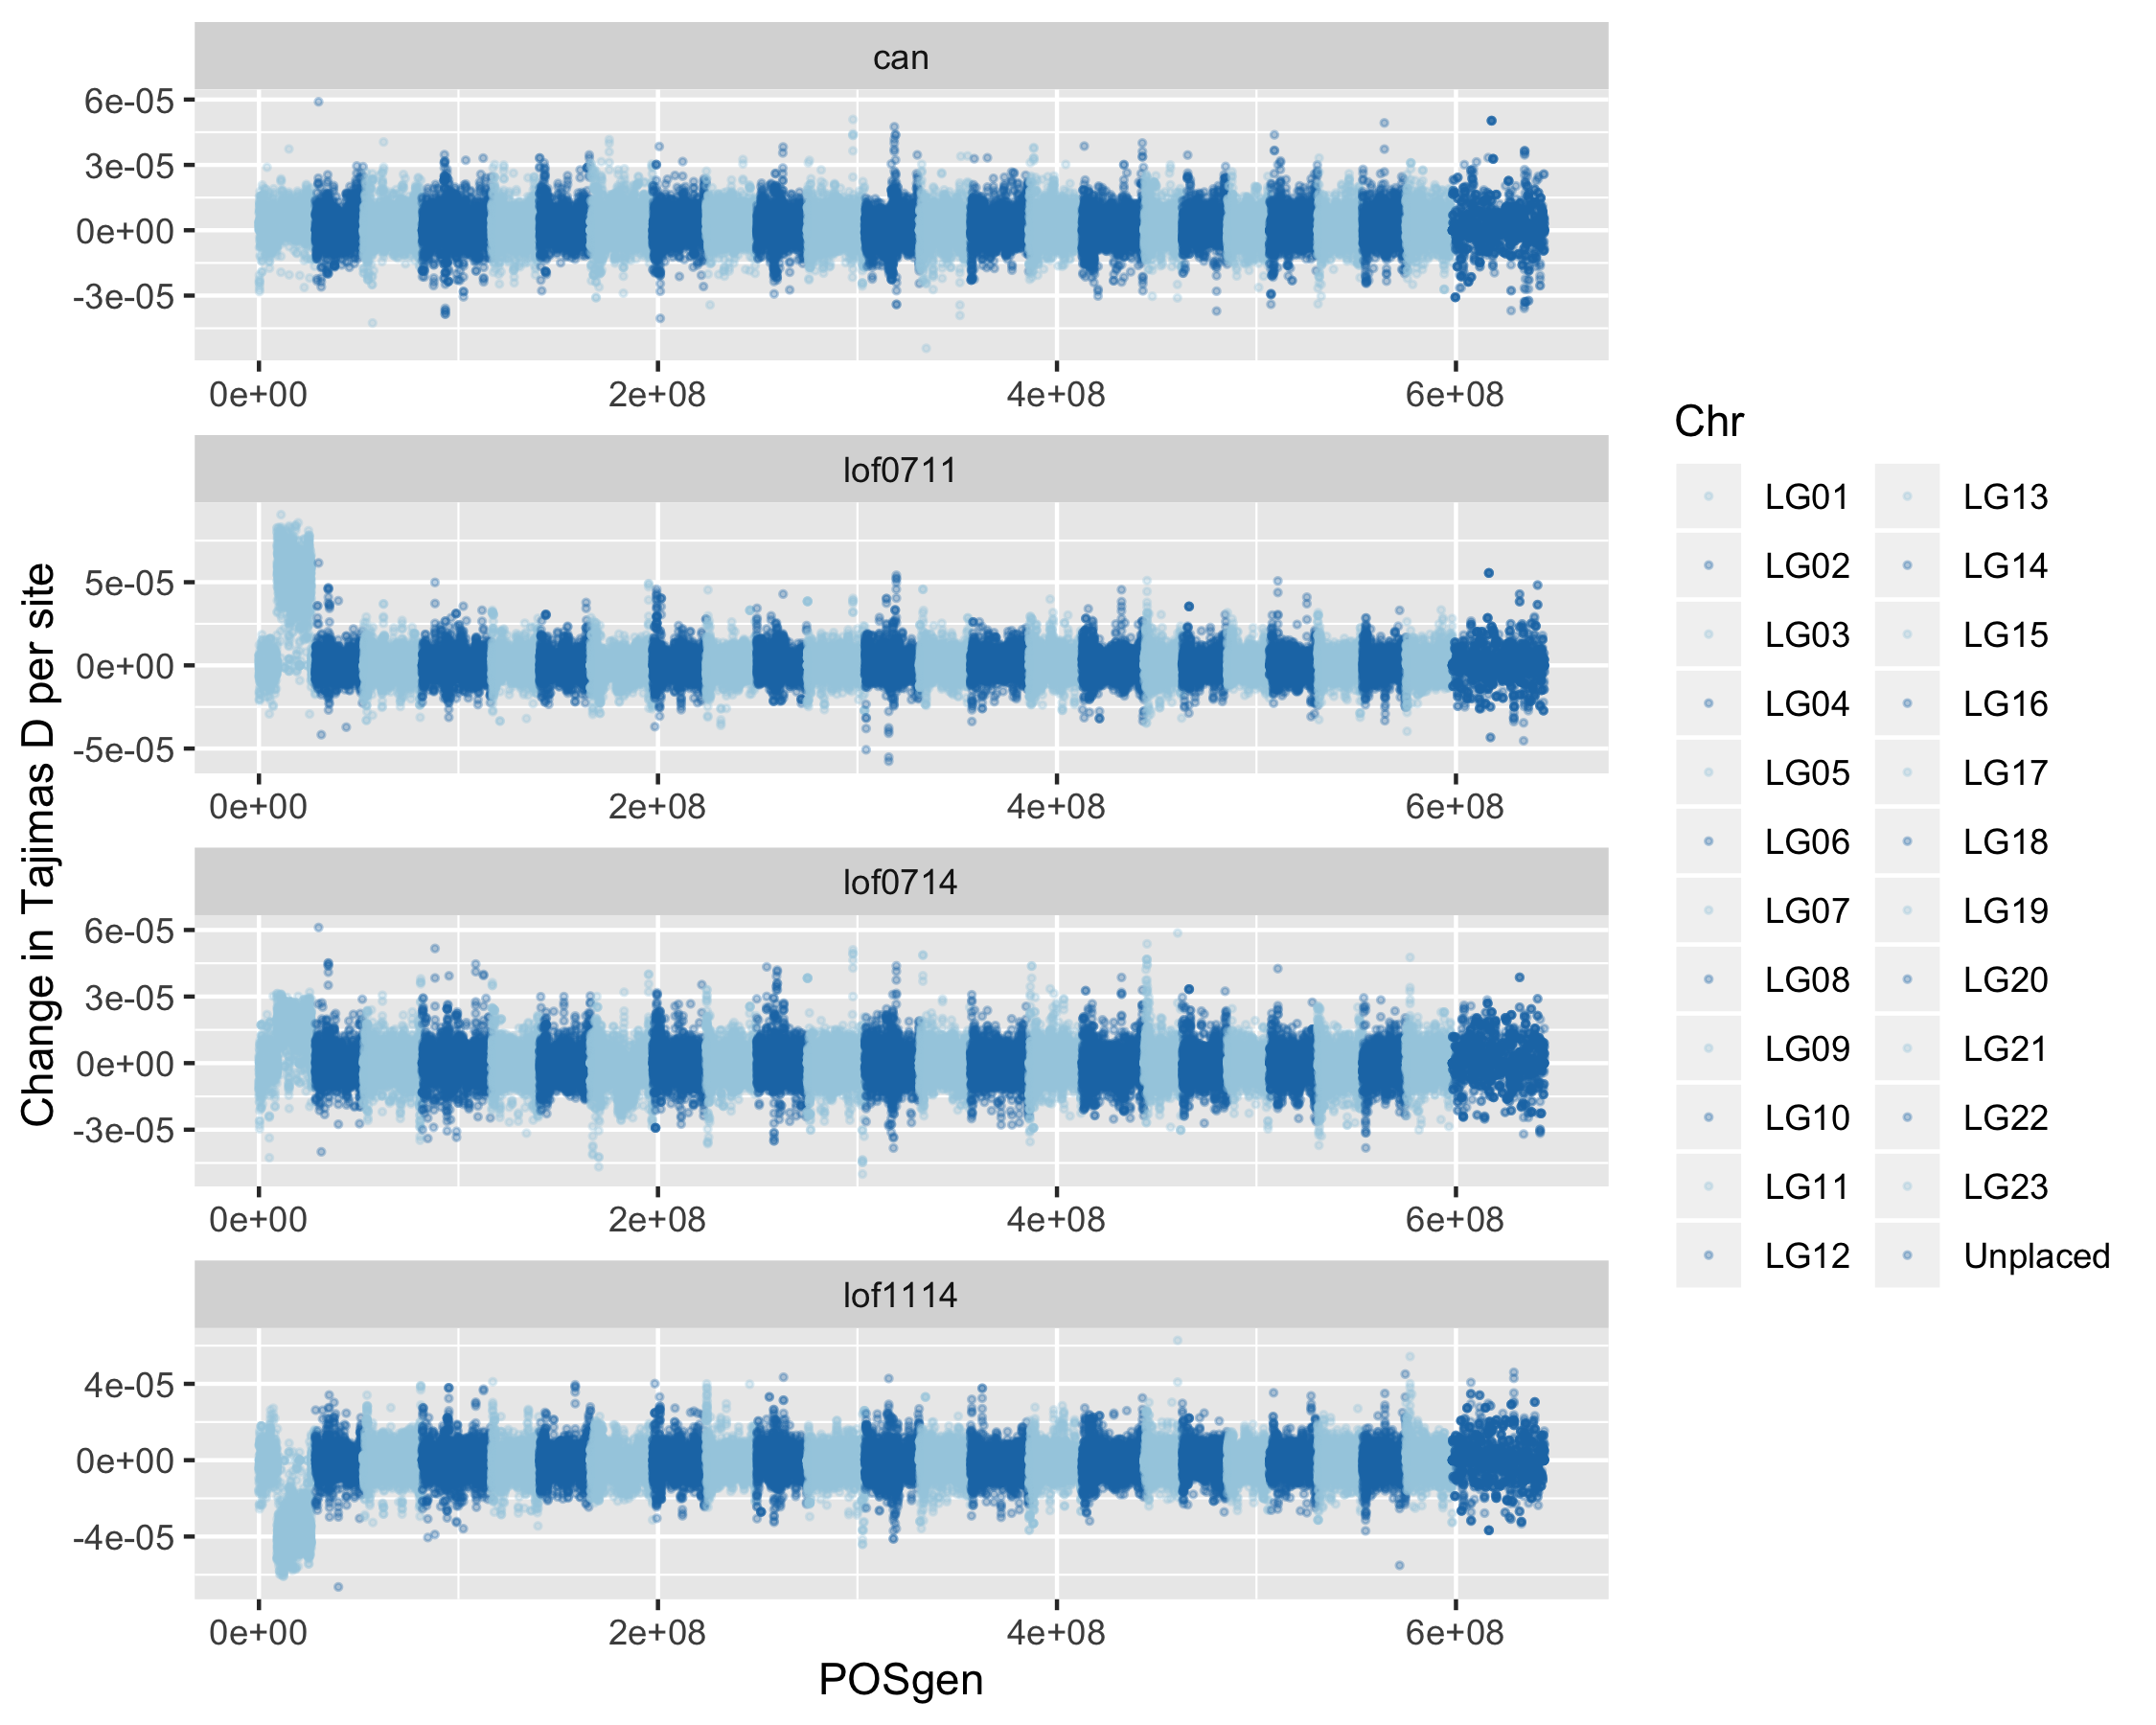 can
6e-05
3e-05
0e+00
-3e-05
0e+00 2e+08 4e+08 6e+08
lof0711
5e-05
0e+00
-5e-05
0e+00 2e+08 4e+08 6e+08
lof0714
6e-05
3e-05
0e+00
-3e-05
0e+00 2e+08 4e+08 6e+08
lof1114
4e-05
0e+00
-4e-05
0e+00 2e+08 4e+08 6e+08
POSgen
Change in Tajimas D per site
Chr
LG01 LG13
LG02 LG14
LG03 LG15
LG04 LG16
LG05 LG17
LG06 LG18
LG07 LG19
LG08 LG20
LG09 LG21
LG10 LG22
LG11 LG23
LG12 Unplaced